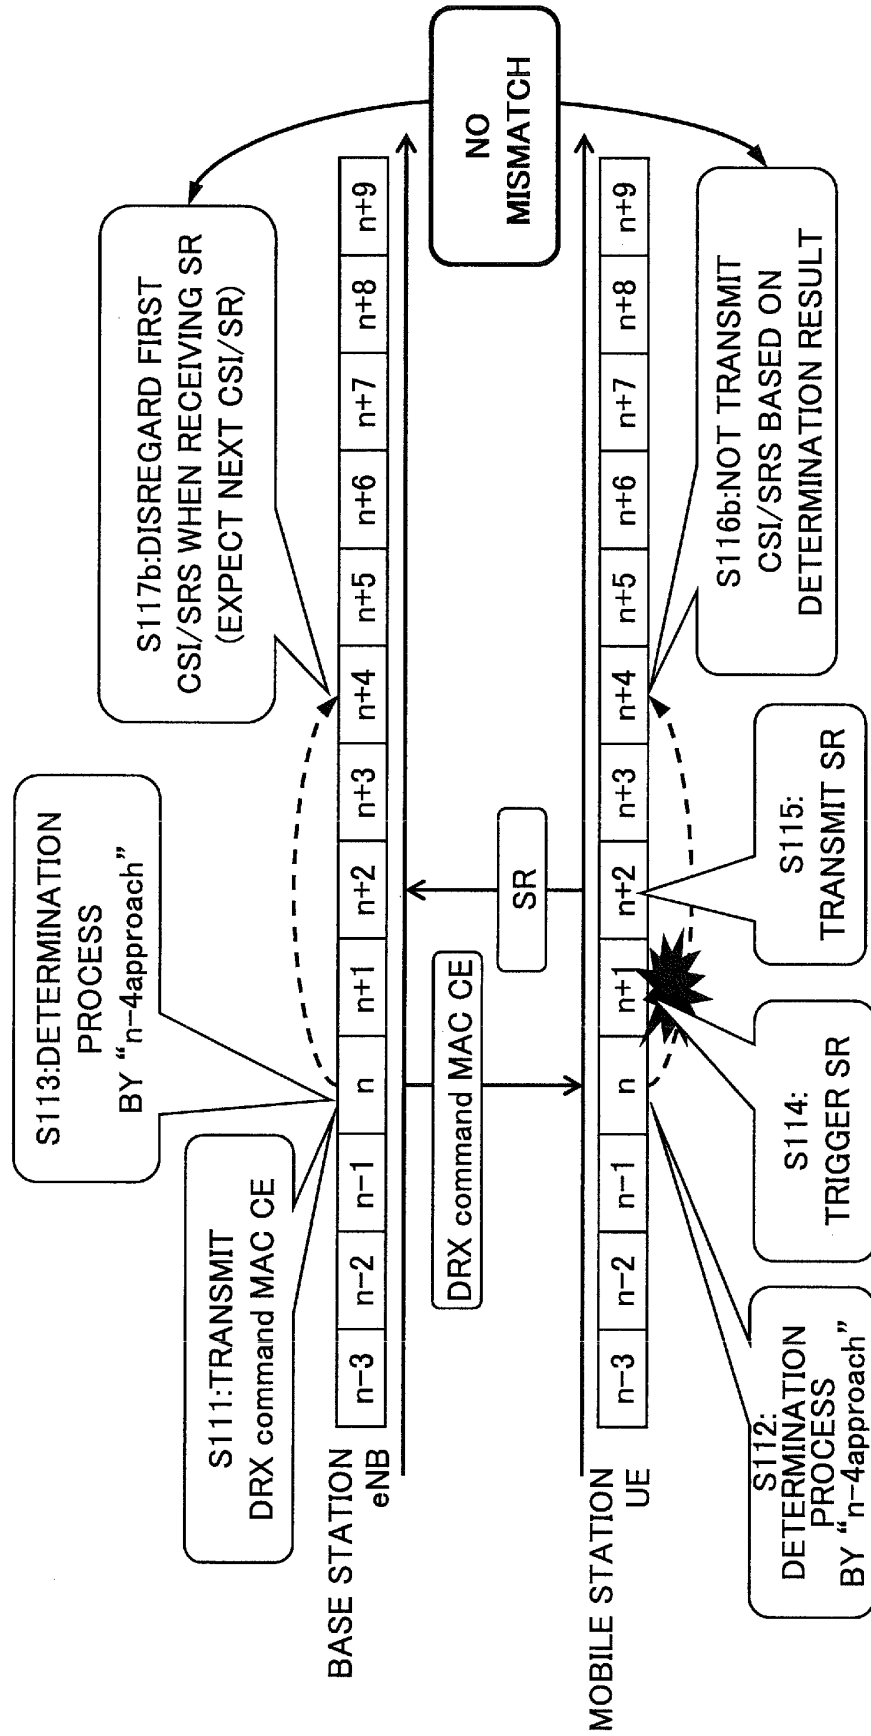 S113:DETERMINATION
PROCESS
BY “n-4approach”
S111:TRANSMIT
DRX command MAC CE
S117b:DISREGARD FIRST
CSI/SRS WHEN RECEIVING SR
(EXPECT NEXT CSI/SR)
BASE STATION
eNB
n-3 n-2 n-1 n n+1 n+2 n+3 n+4 n+5 n+6 n+7 n+8 n+9
DRX command MAC CE
SR
NO
MISMATCH
MOBILE STATION
UE
n-3 n-2 n-1 n n+1 n+2 n+3 n+4 n+5 n+6 n+7 n+8 n+9
S112:
DETERMINATION
PROCESS
BY “n-4approach”
S114:
TRIGGER SR
S115:
TRANSMIT SR
S116b:NOT TRANSMIT
CSI/SRS BASED ON
DETERMINATION RESULT